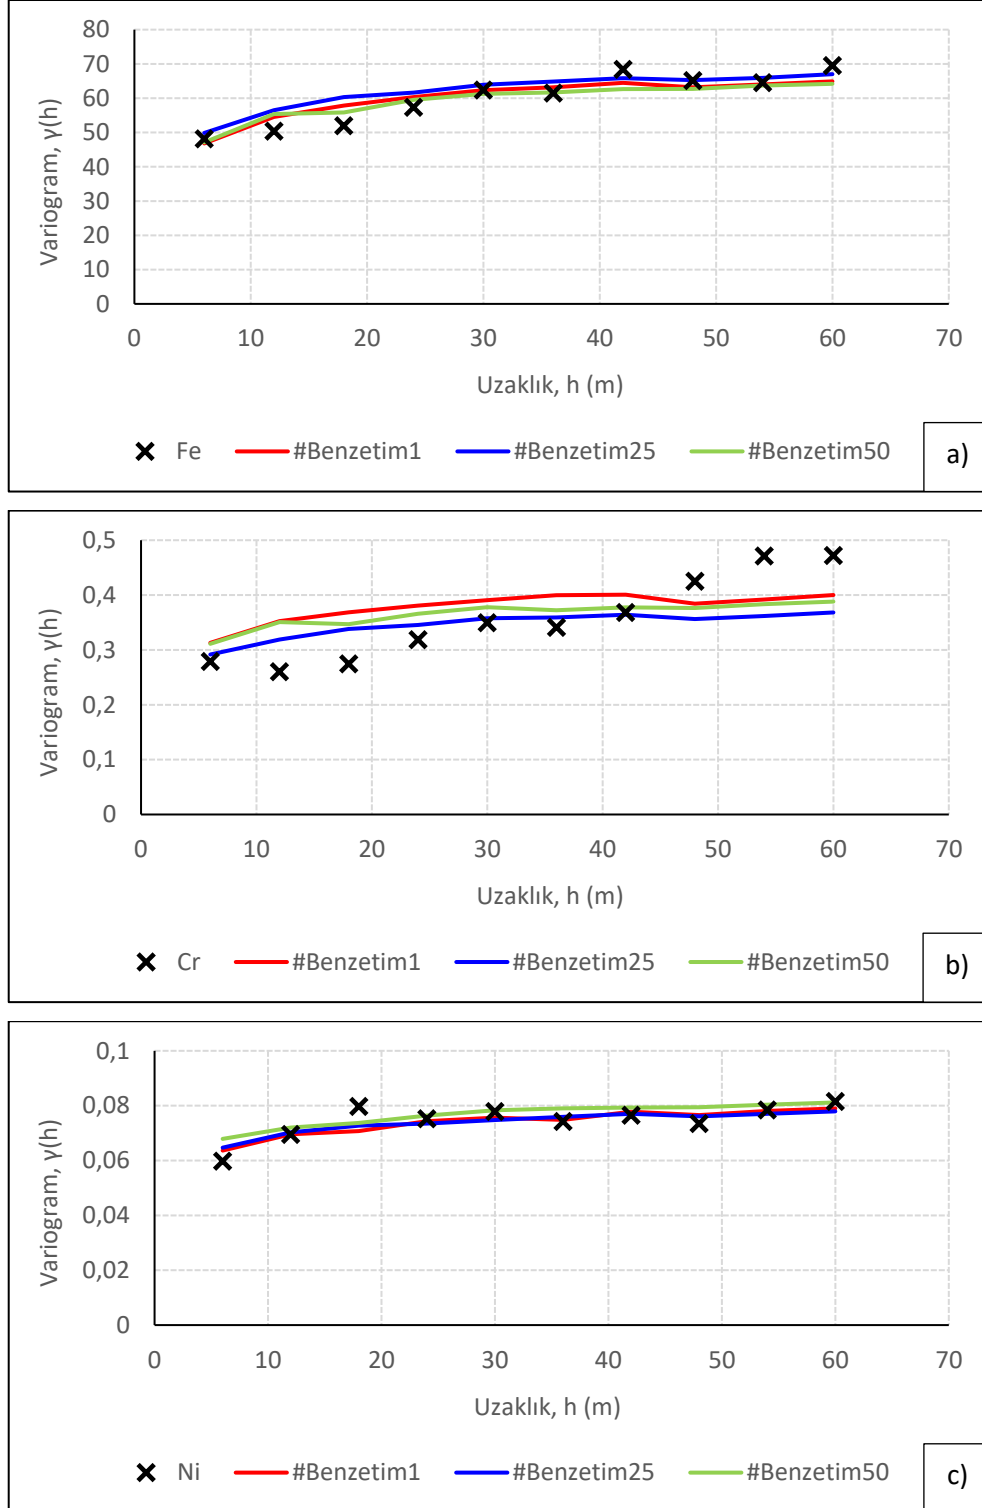 80
70
60
50
40
30
20
10
0
Variogram, γ(h)
0 10 20 30 40 50 60 70
Uzaklık, h (m)
Fe #Benzetim1 #Benzetim25 #Benzetim50
a)
0,5
0,4
0,3
0,2
0,1
0
Variogram, γ(h)
0 10 20 30 40 50 60 70
Uzaklık, h (m)
Cr #Benzetim1 #Benzetim25 #Benzetim50
b)
0,1
0,08
0,06
0,04
0,02
0
Variogram, γ(h)
0 10 20 30 40 50 60 70
Uzaklık, h (m)
Ni #Benzetim1 #Benzetim25 #Benzetim50
c)